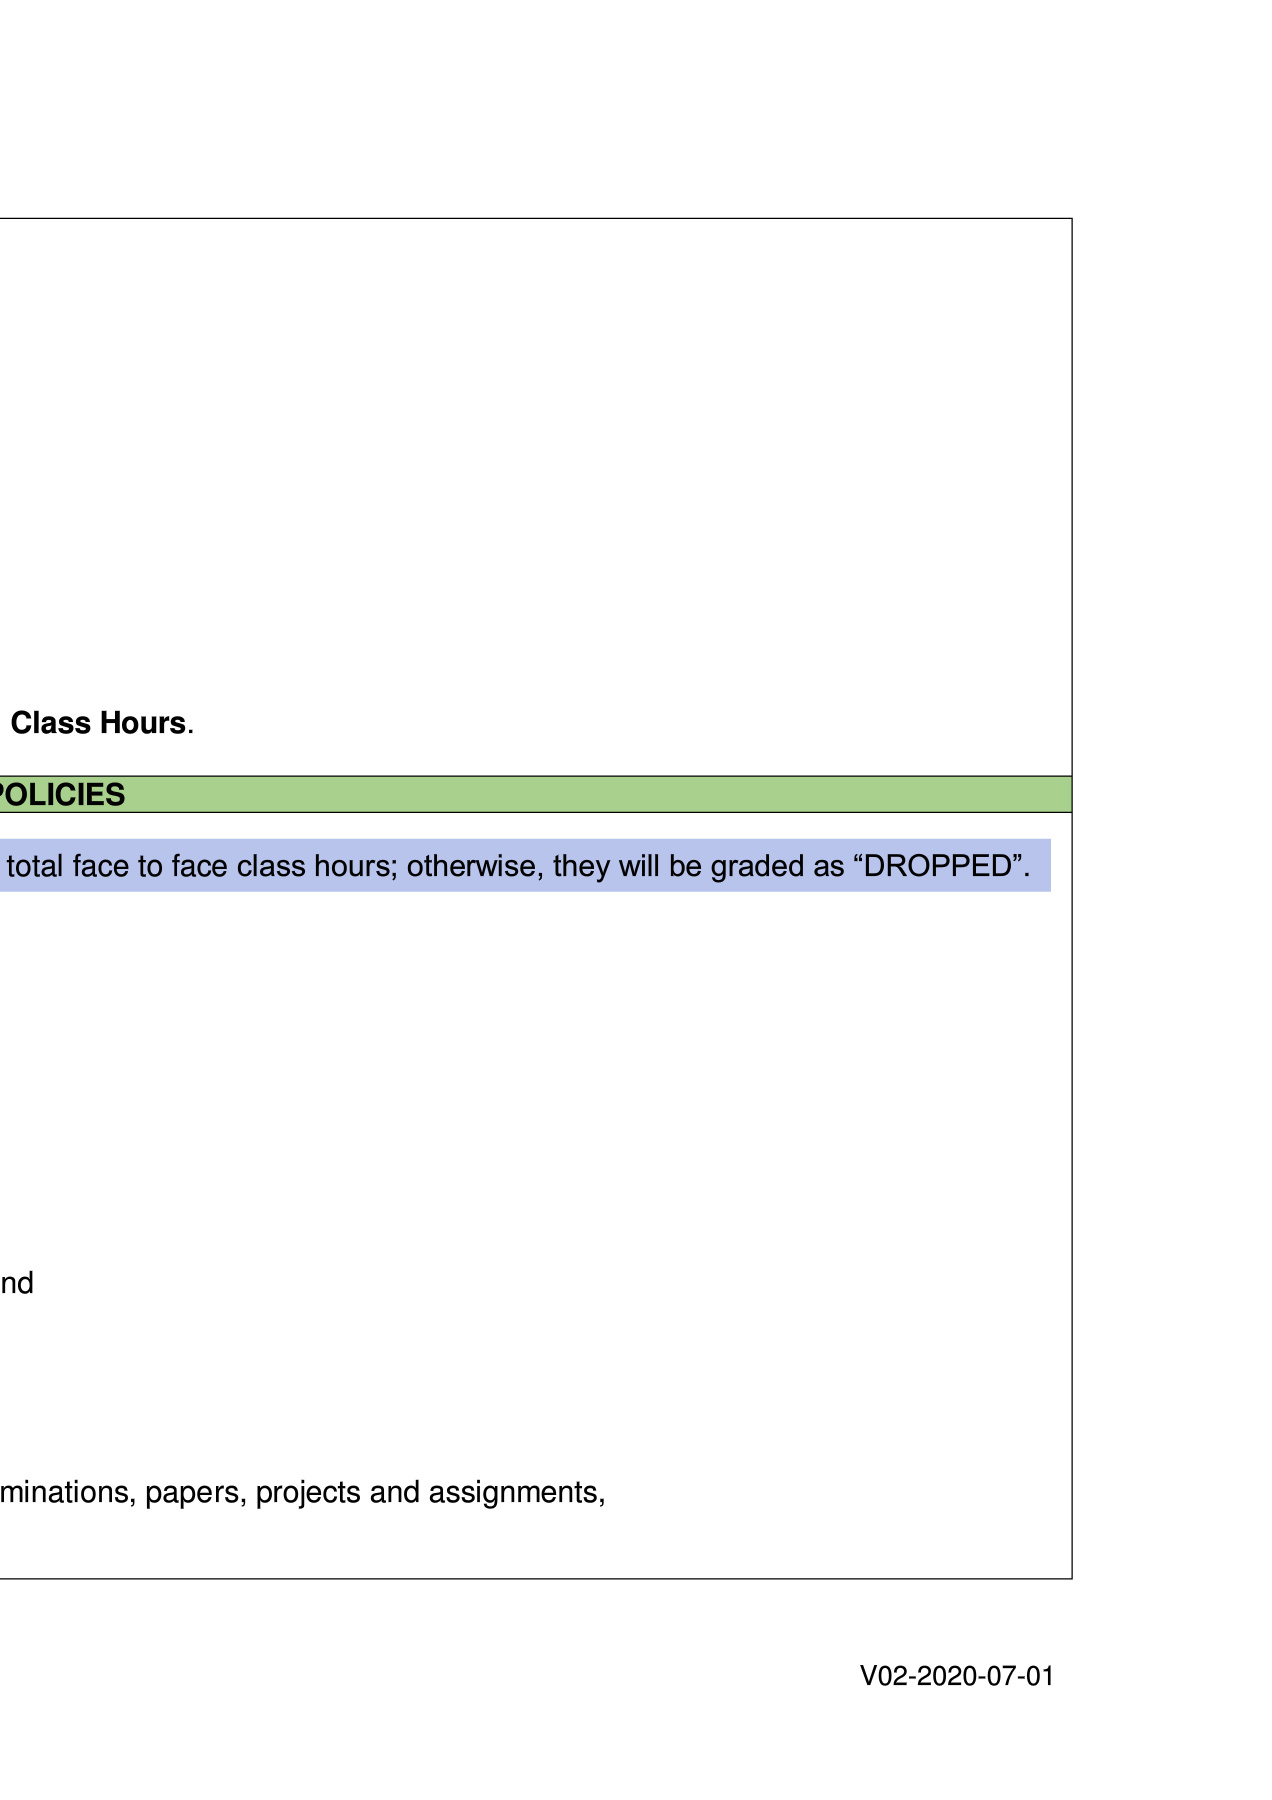 Class Hours.
POLICIES
total face to face class hours; otherwise, they will be graded as “DROPPED”.
nd
minations, papers, projects and assignments,
V02-2020-07-01